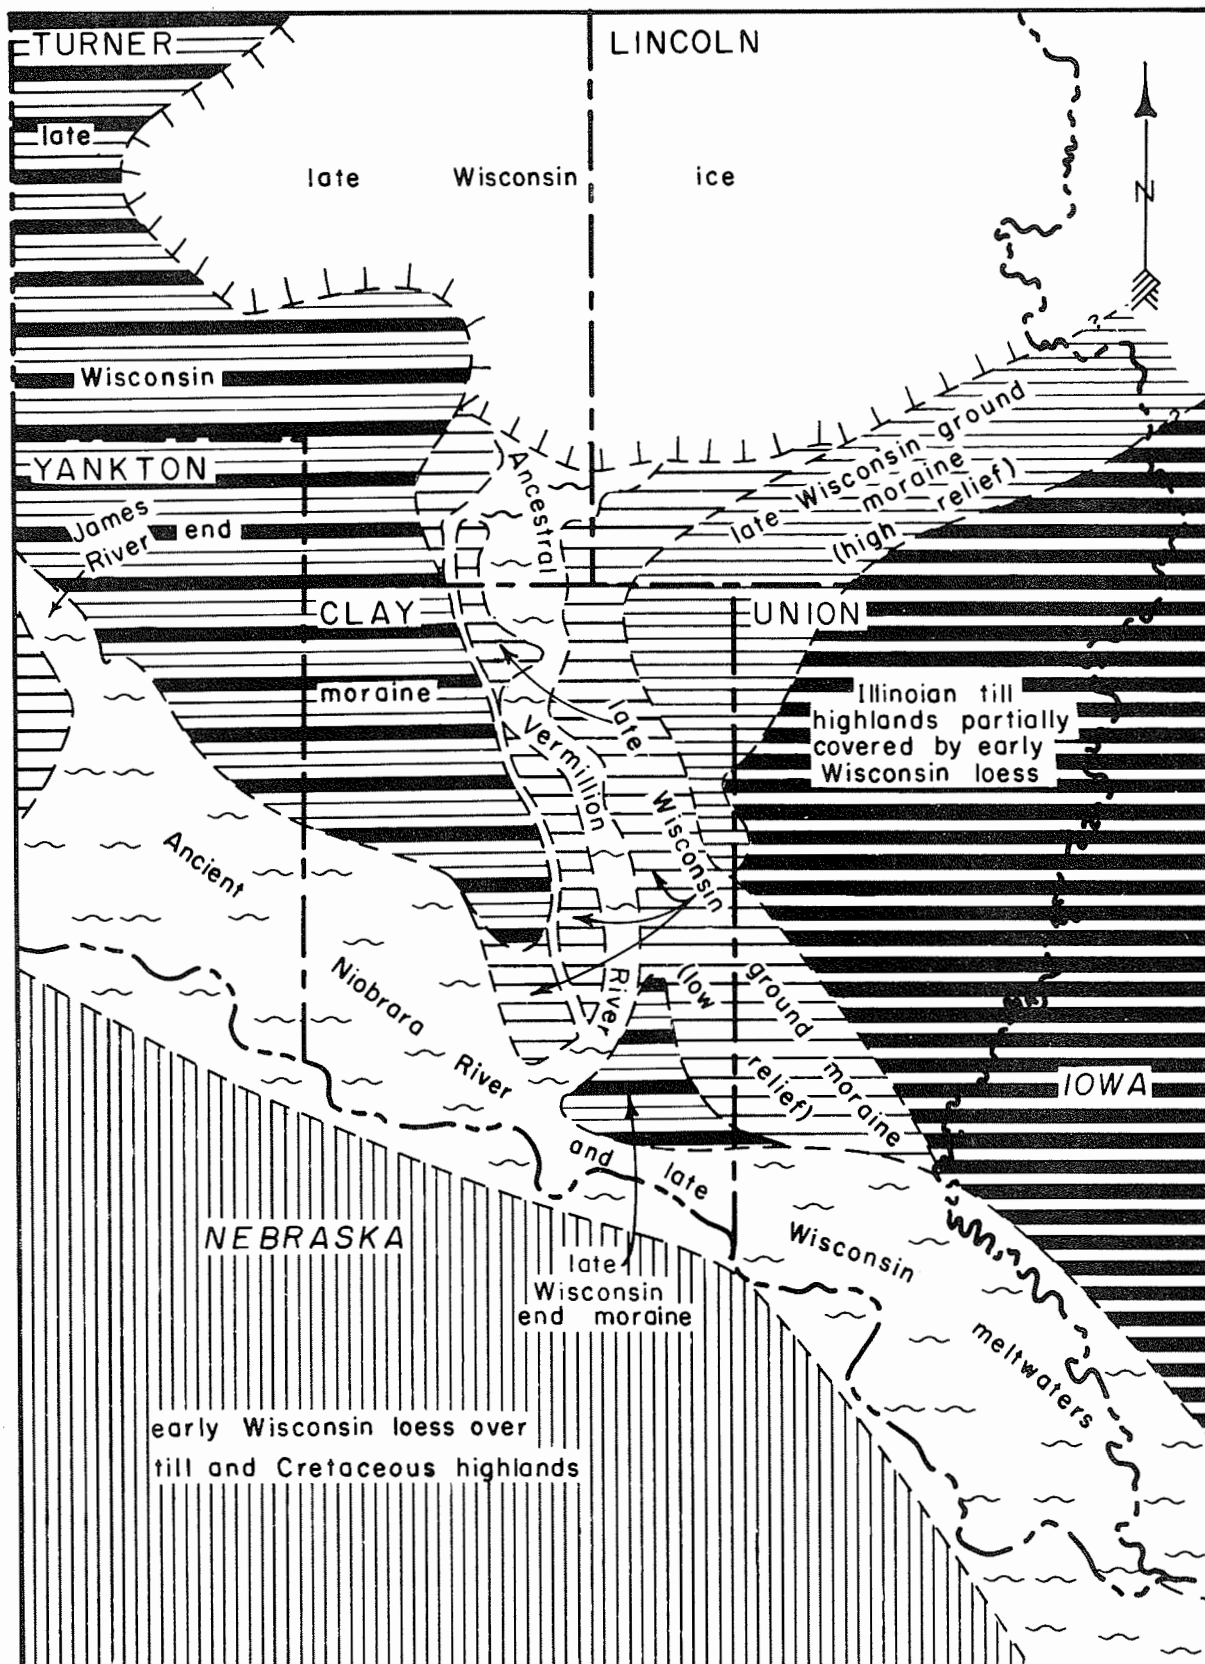 TURNER
LINCOLN
late
late Wisconsin ice
N
?
Wisconsin
late Wisconsin ground
moraine
(high relief)
?
YANKTON
James
River
end
Ancestral
CLAY
UNION
moraine
Illinoian till
highlands partially
covered by early
Wisconsin loess
Vermillion
River
late
Wisconsin
ground moraine
(low relief)
Ancient
Niobrara
River
and late
Wisconsin
meltwaters
IOWA
NEBRASKA
late
Wisconsin
end moraine
early Wisconsin loess over
till and Cretaceous highlands